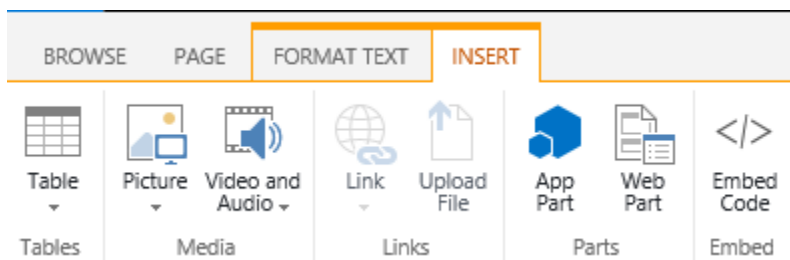 BROWSE PAGE FORMAT TEXT INSERT
Table Picture Video and Audio Link Upload File App Part Web Part Embed Code
Tables Media Links Parts Embed